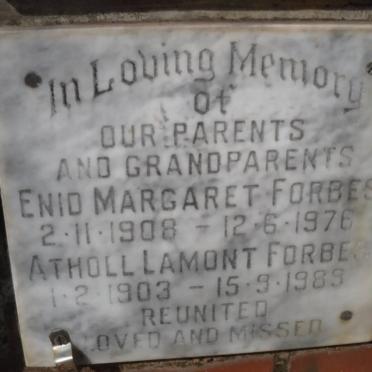 In Loving Memory
of
OUR PARENTS
AND GRANDPARENTS
ENID MARGARET FORBES
2·11·1908 - 12·6·1976
ATHOLL LAMONT FORBES
1·2·1903 - 15·9·1989
REUNITED
LOVED AND MISSED